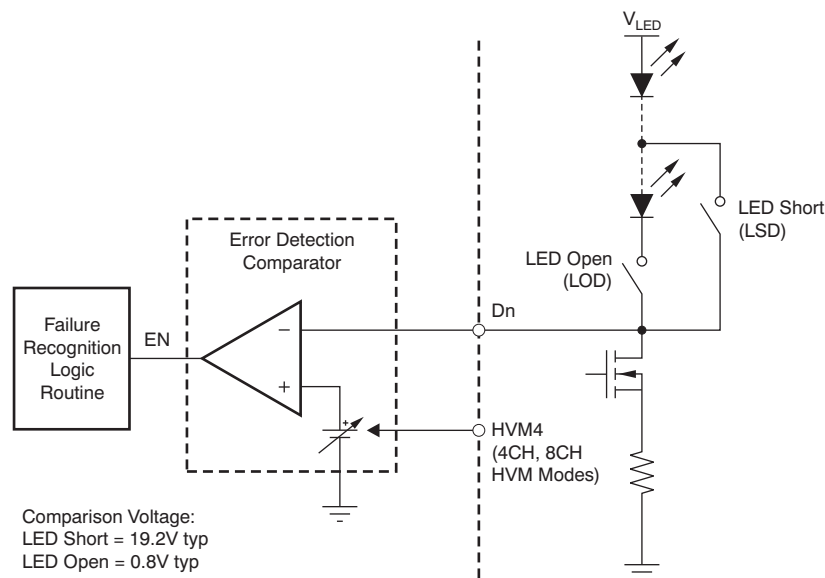 V_LED
LED Short
(LSD)
Error Detection
Comparator
LED Open
(LOD)
Dn
Failure
Recognition
Logic
Routine
EN
−
+
+
HVM4
(4CH, 8CH
HVM Modes)
Comparison Voltage:
LED Short = 19.2V typ
LED Open = 0.8V typ